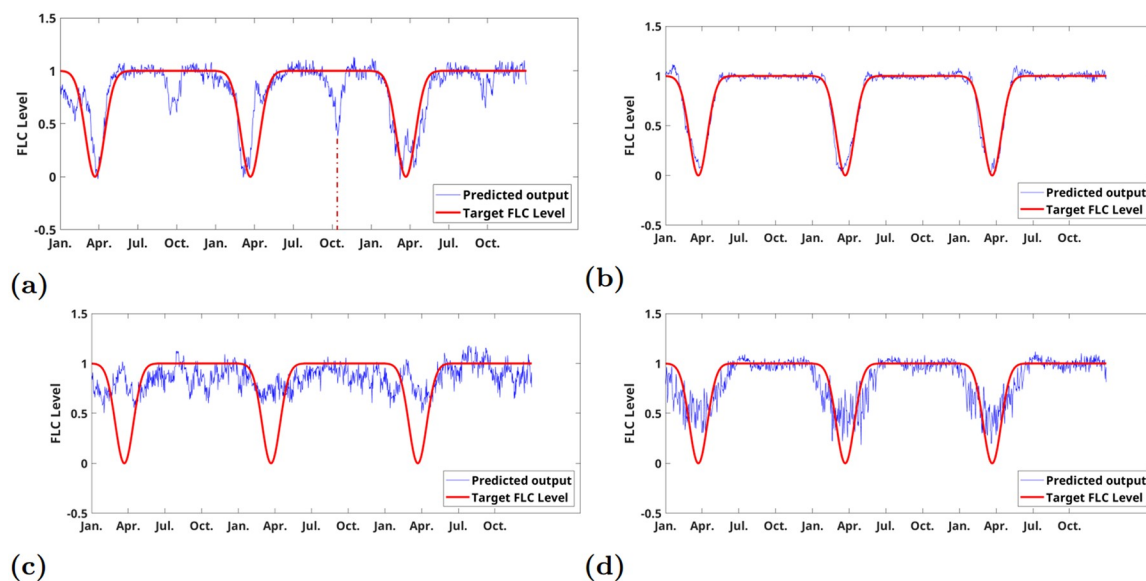 1.5
1
0.5
0
-0.5
FLC Level
Predicted output
Target FLC Level
Jan. Apr. Jul. Oct. Jan. Apr. Jul. Oct. Jan. Apr. Jul. Oct.
(a)
1.5
1
0.5
0
-0.5
FLC Level
Predicted output
Target FLC Level
Jan. Apr. Jul. Oct. Jan. Apr. Jul. Oct. Jan. Apr. Jul. Oct.
(b)
1.5
1
0.5
0
-0.5
FLC Level
Predicted output
Target FLC Level
Jan. Apr. Jul. Oct. Jan. Apr. Jul. Oct. Jan. Apr. Jul. Oct.
(c)
1.5
1
0.5
0
-0.5
FLC Level
Predicted output
Target FLC Level
Jan. Apr. Jul. Oct. Jan. Apr. Jul. Oct. Jan. Apr. Jul. Oct.
(d)